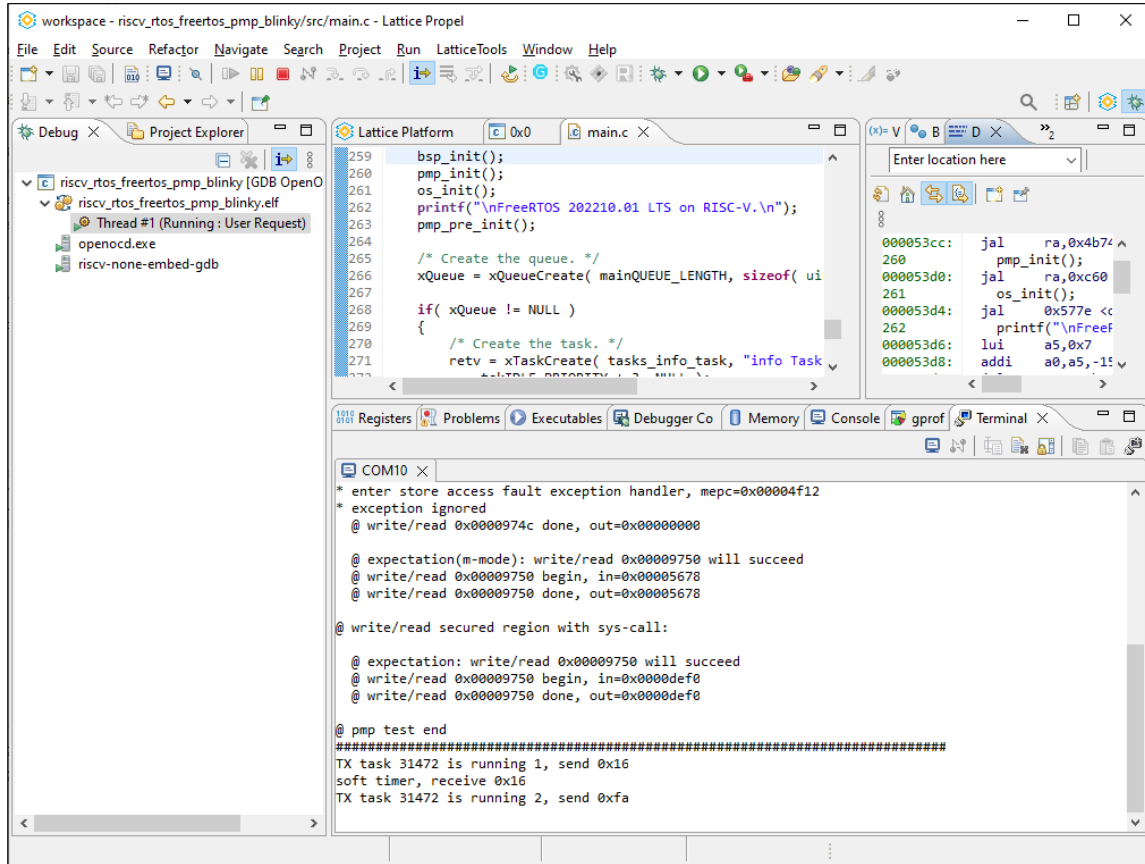 workspace - riscv_rtos_freertos_pmp_blinky/src/main.c - Lattice Propel
File Edit Source Refactor Navigate Search Project Run LatticeTools Window Help
Debug Project Explorer
riscv_rtos_freertos_pmp_blinky [GDB OpenO
riscv_rtos_freertos_pmp_blinky.elf
Thread #1 (Running : User Request)
openocd.exe
riscv-none-embed-gdb
Lattice Platform 0x0 main.c
259 bsp_init();
260 pmp_init();
261 os_init();
262 printf("\nFreeRTOS 202210.01 LTS on RISC-V.\n");
263 pmp_pre_init();
264
265 /* Create the queue. */
266 xQueue = xQueueCreate( mainQUEUE_LENGTH, sizeof( ui
267
268 if( xQueue != NULL )
269 {
270 /* Create the task. */
271 retv = xTaskCreate( tasks_info_task, "info Task
(x)= V B D »2
Enter location here
000053cc: jal ra,0x4b74
260 pmp_init();
000053d0: jal ra,0xc60
261 os_init();
000053d4: jal 0x577e <c
262 printf("\nFreeR
000053d6: lui a5,0x7
000053d8: addi a0,a5,-15
Registers Problems Executables Debugger Co Memory Console gprof Terminal
COM10
* enter store access fault exception handler, mepc=0x00004f12
* exception ignored
@ write/read 0x0000974c done, out=0x00000000
@ expectation(m-mode): write/read 0x00009750 will succeed
@ write/read 0x00009750 begin, in=0x00005678
@ write/read 0x00009750 done, out=0x00005678
@ write/read secured region with sys-call:
@ expectation: write/read 0x00009750 will succeed
@ write/read 0x00009750 begin, in=0x0000def0
@ write/read 0x00009750 done, out=0x0000def0
@ pmp test end
#############################################################################
TX task 31472 is running 1, send 0x16
soft timer, receive 0x16
TX task 31472 is running 2, send 0xfa